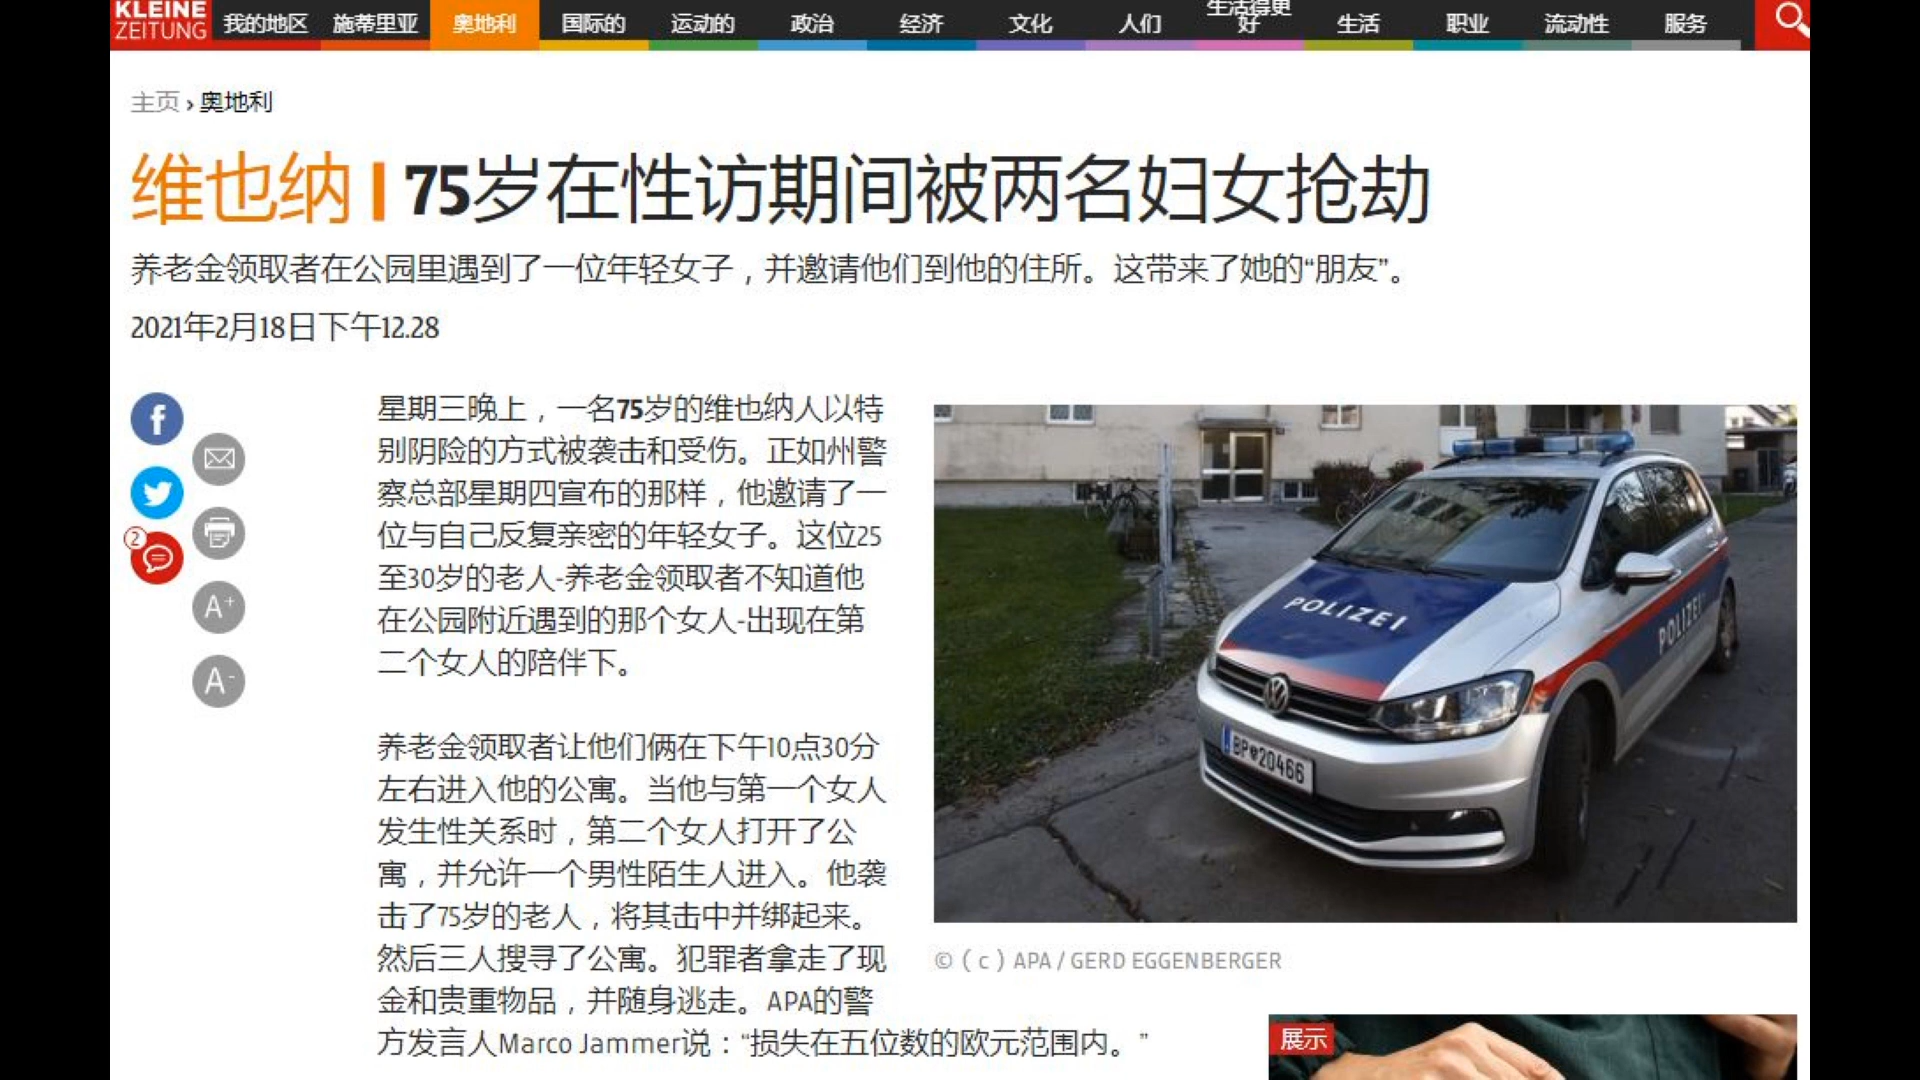 KLEINE
ZEITUNG
我的地区
施蒂里亚
奥地利
国际的
运动的
政治
经济
文化
人们
生活得更
好
生活
职业
流动性
服务
主页 › 奥地利
维也纳 | 75岁在性访期间被两名妇女抢劫
养老金领取者在公园里遇到了一位年轻女子，并邀请他们到他的住所。这带来了她的“朋友”。
2021年2月18日下午12.28
f
2
A+
A-
星期三晚上，一名75岁的维也纳人以特
别阴险的方式被袭击和受伤。正如州警
察总部星期四宣布的那样，他邀请了一
位与自己反复亲密的年轻女子。这位25
至30岁的老人-养老金领取者不知道他
在公园附近遇到的那个女人-出现在第
二个女人的陪伴下。
养老金领取者让他们俩在下午10点30分
左右进入他的公寓。当他与第一个女人
发生性关系时，第二个女人打开了公
寓，并允许一个男性陌生人进入。他袭
击了75岁的老人，将其击中并绑起来。
然后三人搜寻了公寓。犯罪者拿走了现
金和贵重物品，并随身逃走。APA的警
方发言人Marco Jammer说：“损失在五位数的欧元范围内。”
POLIZEI
POLIZEI
BP 20466
©（c）APA / GERD EGGENBERGER
展示